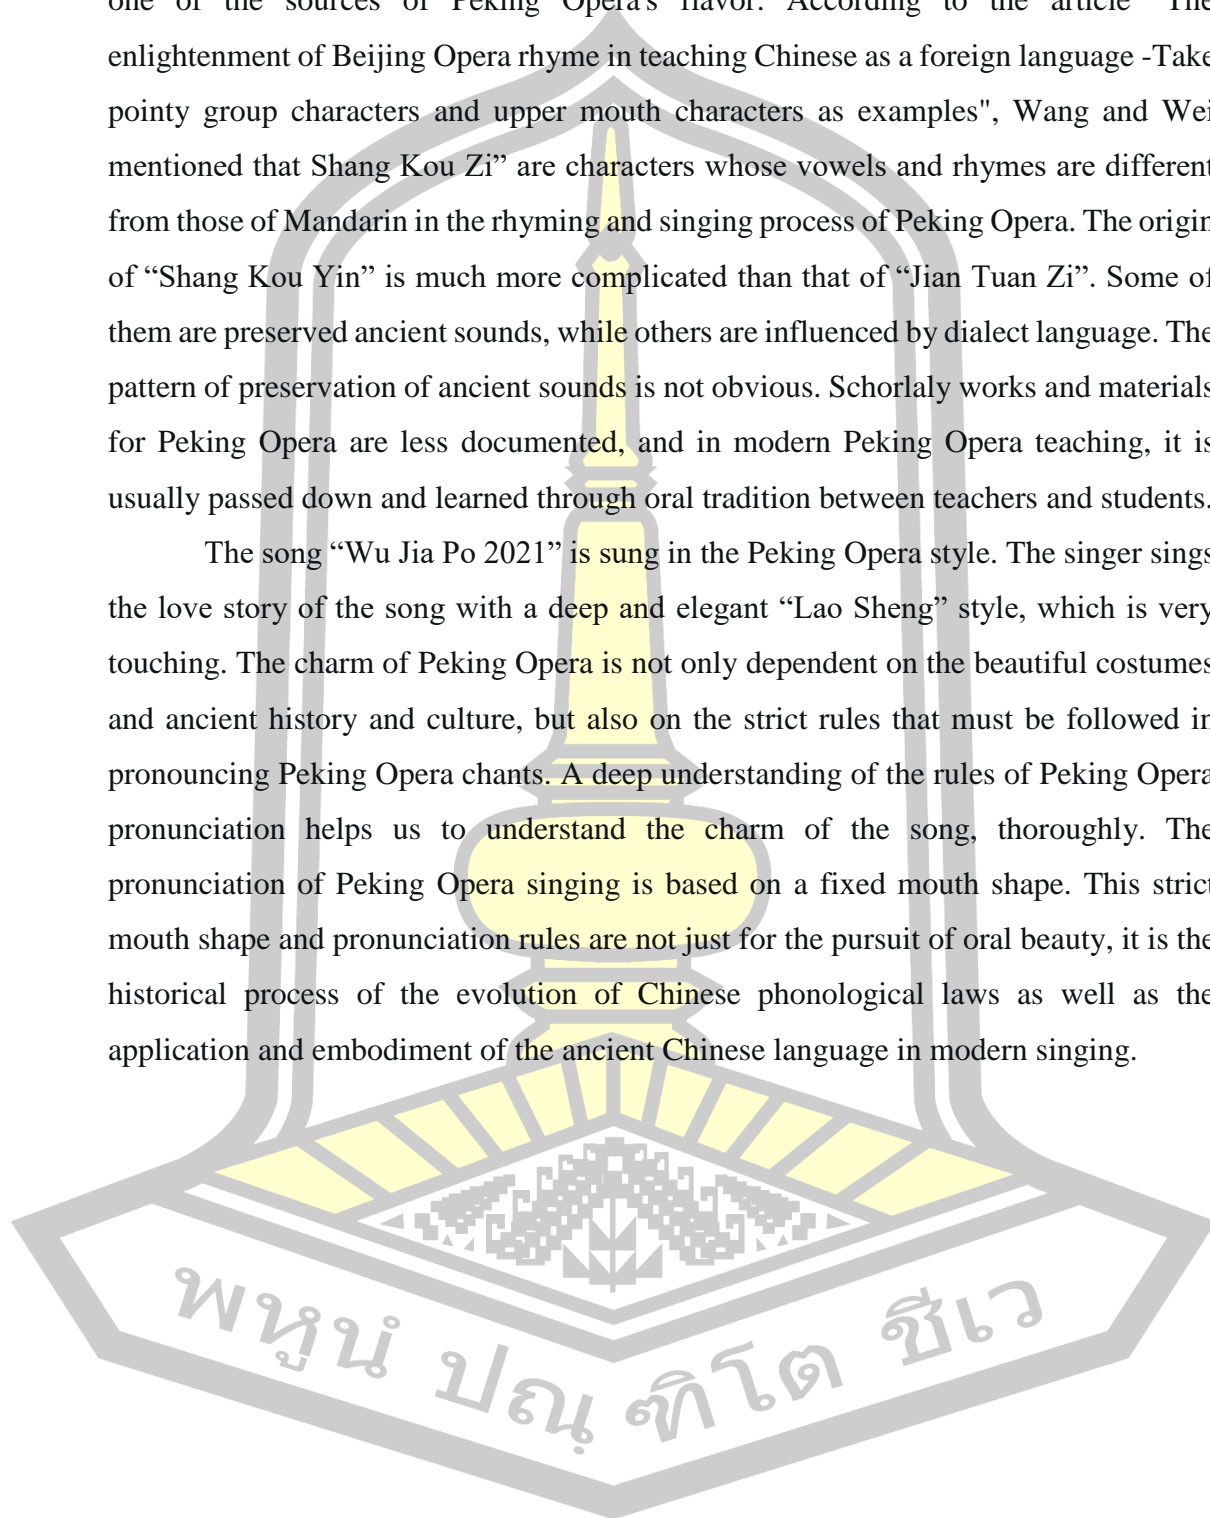 one of the sources of Peking Opera's flavor. According to the article "The
enlightenment of Beijing Opera rhyme in teaching Chinese as a foreign language -Take
pointy group characters and upper mouth characters as examples", Wang and Wei
mentioned that Shang Kou Zi” are characters whose vowels and rhymes are different
from those of Mandarin in the rhyming and singing process of Peking Opera. The origin
of “Shang Kou Yin” is much more complicated than that of “Jian Tuan Zi”. Some of
them are preserved ancient sounds, while others are influenced by dialect language. The
pattern of preservation of ancient sounds is not obvious. Schorlaly works and materials
for Peking Opera are less documented, and in modern Peking Opera teaching, it is
usually passed down and learned through oral tradition between teachers and students.
The song “Wu Jia Po 2021” is sung in the Peking Opera style. The singer sings
the love story of the song with a deep and elegant “Lao Sheng” style, which is very
touching. The charm of Peking Opera is not only dependent on the beautiful costumes
and ancient history and culture, but also on the strict rules that must be followed in
pronouncing Peking Opera chants. A deep understanding of the rules of Peking Opera
pronunciation helps us to understand the charm of the song, thoroughly. The
pronunciation of Peking Opera singing is based on a fixed mouth shape. This strict
mouth shape and pronunciation rules are not just for the pursuit of oral beauty, it is the
historical process of the evolution of Chinese phonological laws as well as the
application and embodiment of the ancient Chinese language in modern singing.
พหูนํ ปณฺฑิโต ชีเว